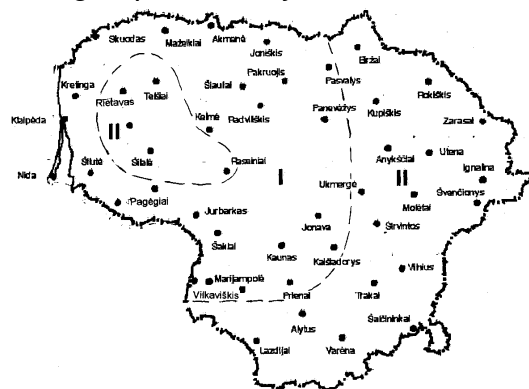 Skuodas
Mažeikiai
Akmanė
Joniškis
Biržai
Pakruojis
Pasvalys
Kretinga
Rietavas
Telšiai
Šiauliai
Rokiškis
Radviliškis
Panevėžys
Kupiškis
Klaipėda
Zarasai
Kelmė
II
Anykščiai
Utena
Šilutė
Šilalė
Raseiniai
Ignalina
Nida
I
II
Ukmergė
Molėtai
Švenčionys
Pagėgiai
Jurbarkas
Jonava
Širvintos
Šakiai
Kaunas
Kaišiadorys
Vilnius
Marijampolė
Vilkaviškis
Prienai
Trakai
Alytus
Šalčininkai
Lazdijai
Varėna